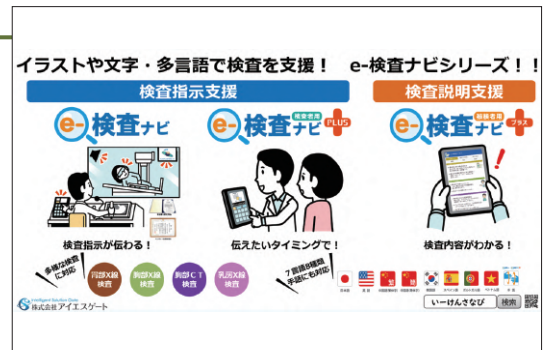 イラストや文字・多言語で検査を支援！ e-検査ナビシリーズ！！
検査指示支援
検査説明支援
e-検査ナビ
e-検査ナビ PLUS
e-検査ナビ プラス
検査指示が伝わる！
伝えたいタイミングで！
検査内容がわかる！
多様な検査
に対応
胃部X線
検査
胸部X線
検査
胸部CT
検査
乳房X線
検査
7言語8種類
手話にも対応
Intelligent Solution Gate
株式会社アイエスゲート
いーけんさなび 検索